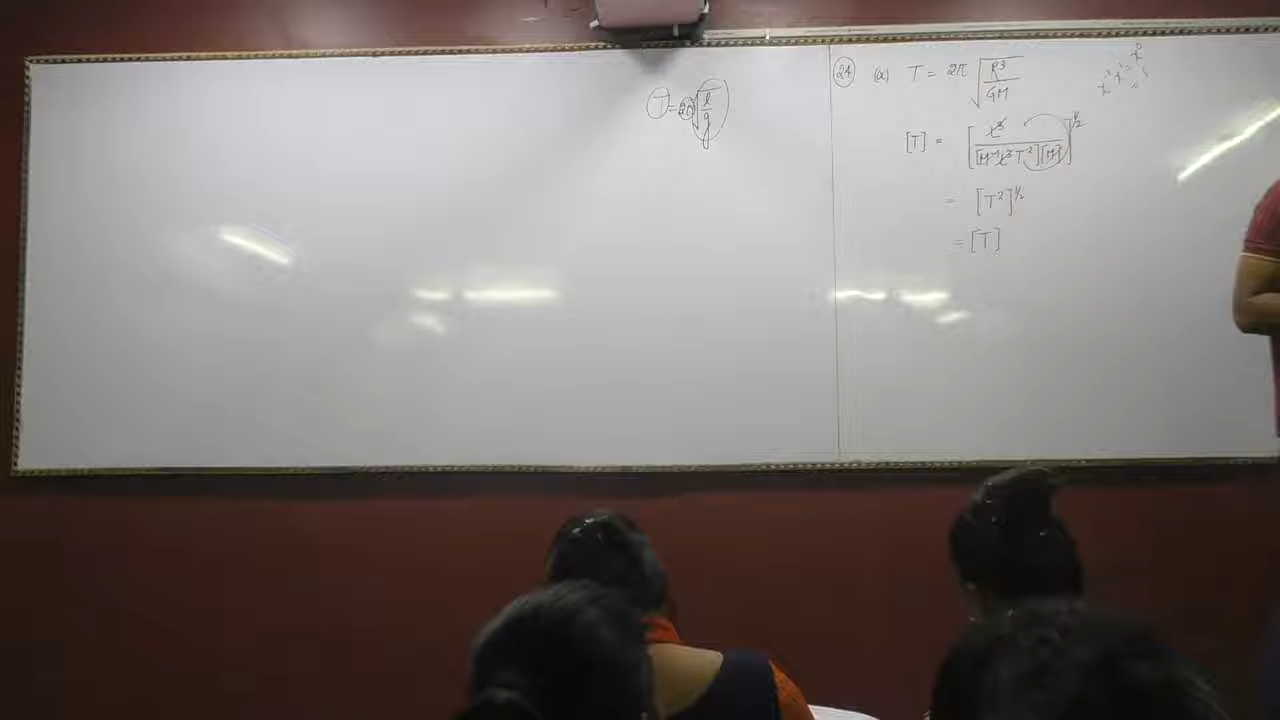 T = 2π √(l/g)
(24) (a) T = 2π √(R³/GM)
[T] = [L³ / [M⁻¹L³T⁻²][M]]^1/2
= [T²]^1/2
= [T]